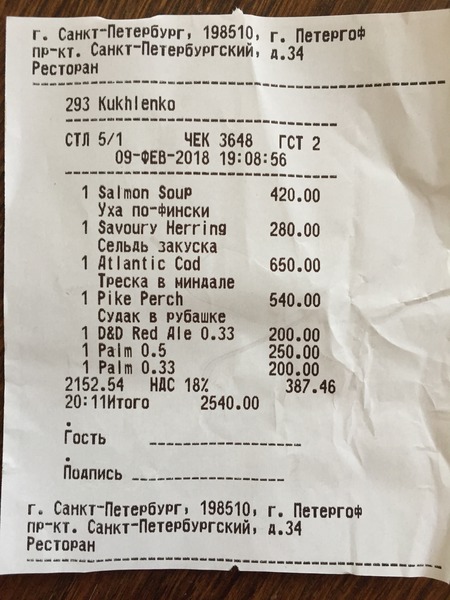 г. Санкт-Петербург, 198510, г. Петергоф
пр-кт. Санкт-Петербургский, д.34
Ресторан
293 Kukhlenko
СТЛ 5/1 ЧЕК 3648 ГСТ 2
09-ФЕВ-2018 19:08:56
1 Salmon Soup 420.00
Уха по-фински
1 Savoury Herring 280.00
Сельдь закуска
1 Atlantic Cod 650.00
Треска в миндале
1 Pike Perch 540.00
Судак в рубашке
1 D&D Red Ale 0.33 200.00
1 Palm 0.5 250.00
1 Palm 0.33 200.00
2152.54 НДС 18% 387.46
20:11Итого 2540.00
Гость
Подпись
г. Санкт-Петербург, 198510, г. Петергоф
пр-кт. Санкт-Петербургский, д.34
Ресторан